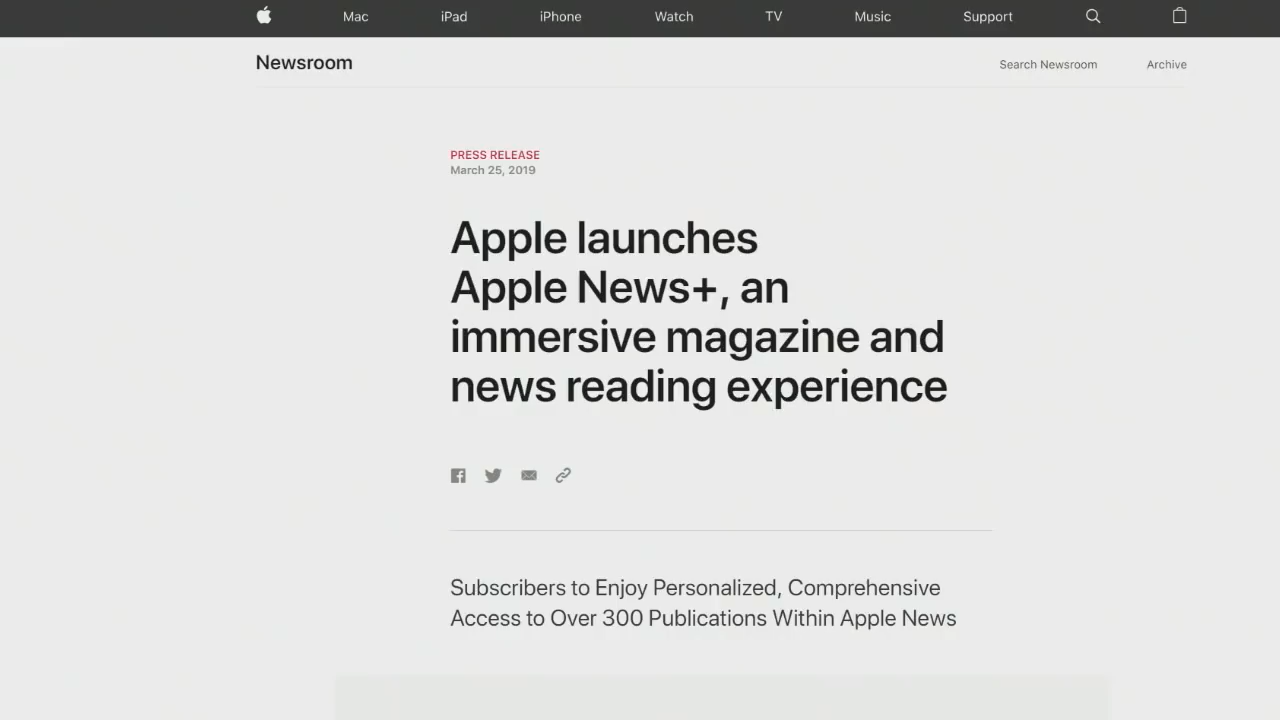 Mac iPad iPhone Watch TV Music Support
Newsroom Search Newsroom Archive
PRESS RELEASE
March 25, 2019
Apple launches
Apple News+, an
immersive magazine and
news reading experience
Subscribers to Enjoy Personalized, Comprehensive
Access to Over 300 Publications Within Apple News